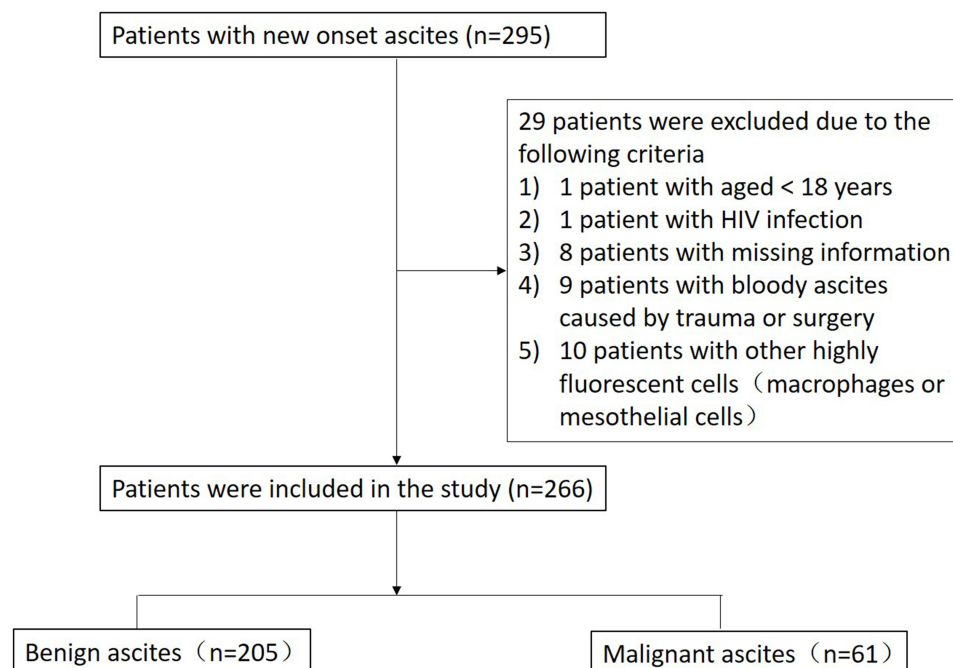 Patients with new onset ascites (n=295)
29 patients were excluded due to the
following criteria
1) 1 patient with aged < 18 years
2) 1 patient with HIV infection
3) 8 patients with missing information
4) 9 patients with bloody ascites
caused by trauma or surgery
5) 10 patients with other highly
fluorescent cells（macrophages or
mesothelial cells）
Patients were included in the study (n=266)
Benign ascites（n=205）
Malignant ascites（n=61）